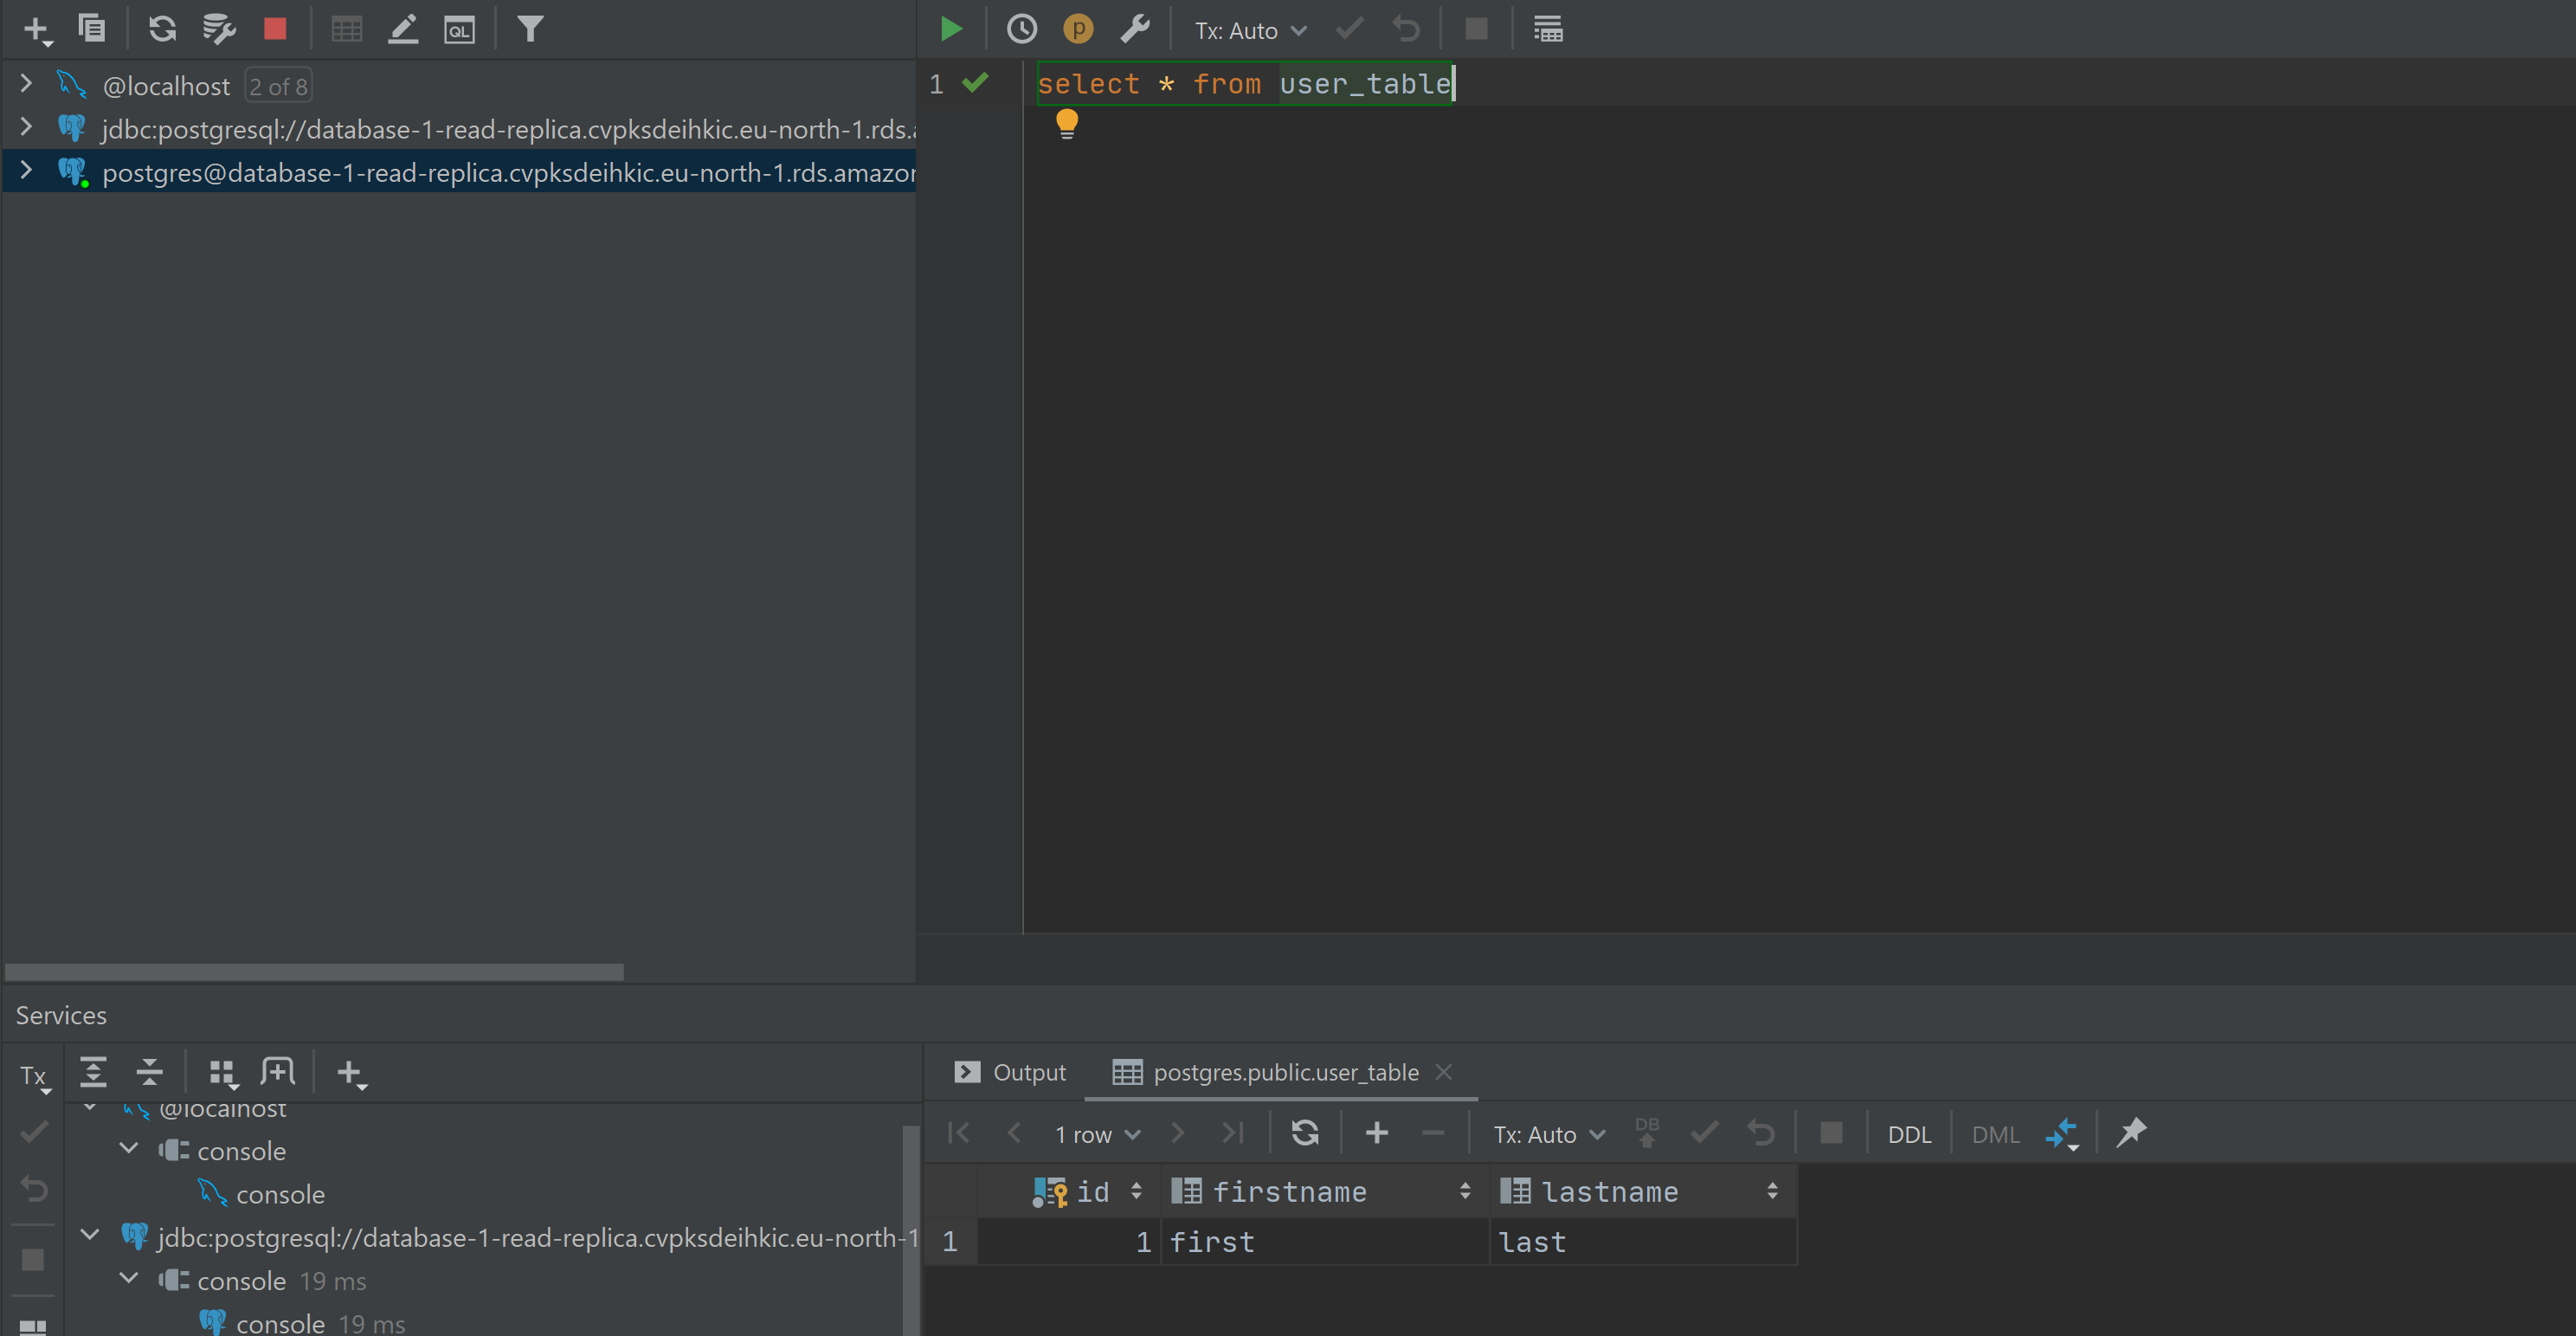 QL
p
Tx: Auto
@localhost 2 of 8
jdbc:postgresql://database-1-read-replica.cvpksdeihkic.eu-north-1.rds.
postgres@database-1-read-replica.cvpksdeihkic.eu-north-1.rds.amazon
1
select * from user_table
Services
Tx
@localhost
console
console
jdbc:postgresql://database-1-read-replica.cvpksdeihkic.eu-north-1
console 19 ms
console 19 ms
Output postgres.public.user_table
1 row Tx: Auto DB DDL DML
id firstname lastname
1 1 first last